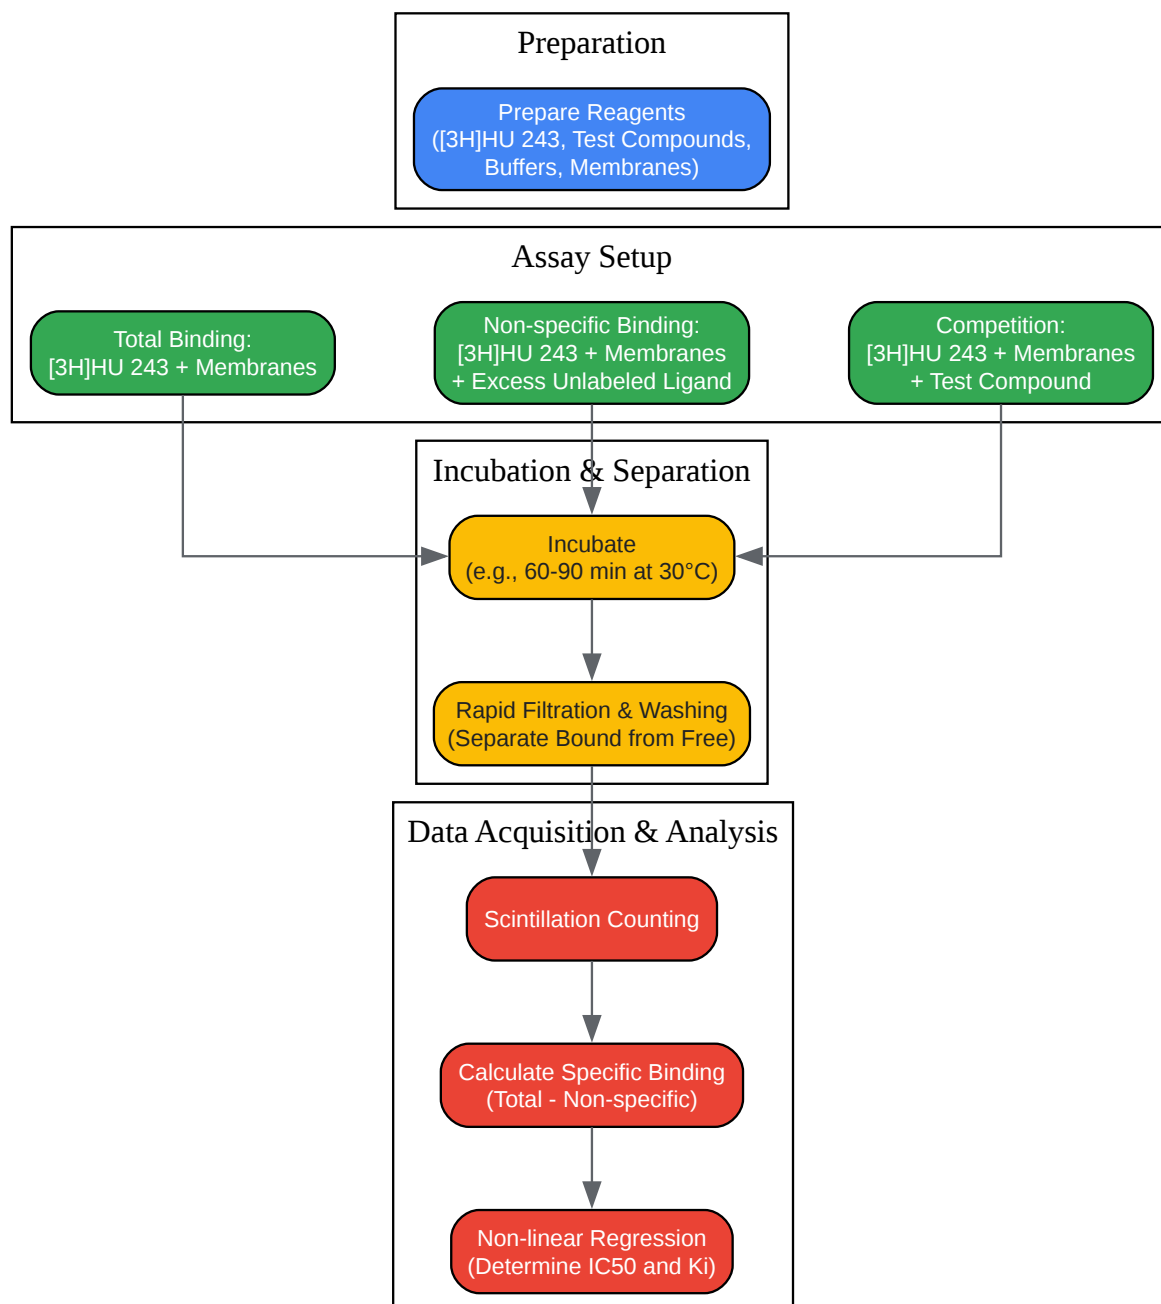 Preparation
Prepare Reagents
([3H]HU 243, Test Compounds,
Buffers, Membranes)
Assay Setup
Total Binding:
[3H]HU 243 + Membranes
Non-specific Binding:
[3H]HU 243 + Membranes
+ Excess Unlabeled Ligand
Competition:
[3H]HU 243 + Membranes
+ Test Compound
Incubation & Separation
Incubate
(e.g., 60-90 min at 30°C)
Rapid Filtration & Washing
(Separate Bound from Free)
Data Acquisition & Analysis
Scintillation Counting
Calculate Specific Binding
(Total - Non-specific)
Non-linear Regression
(Determine IC50 and Ki)